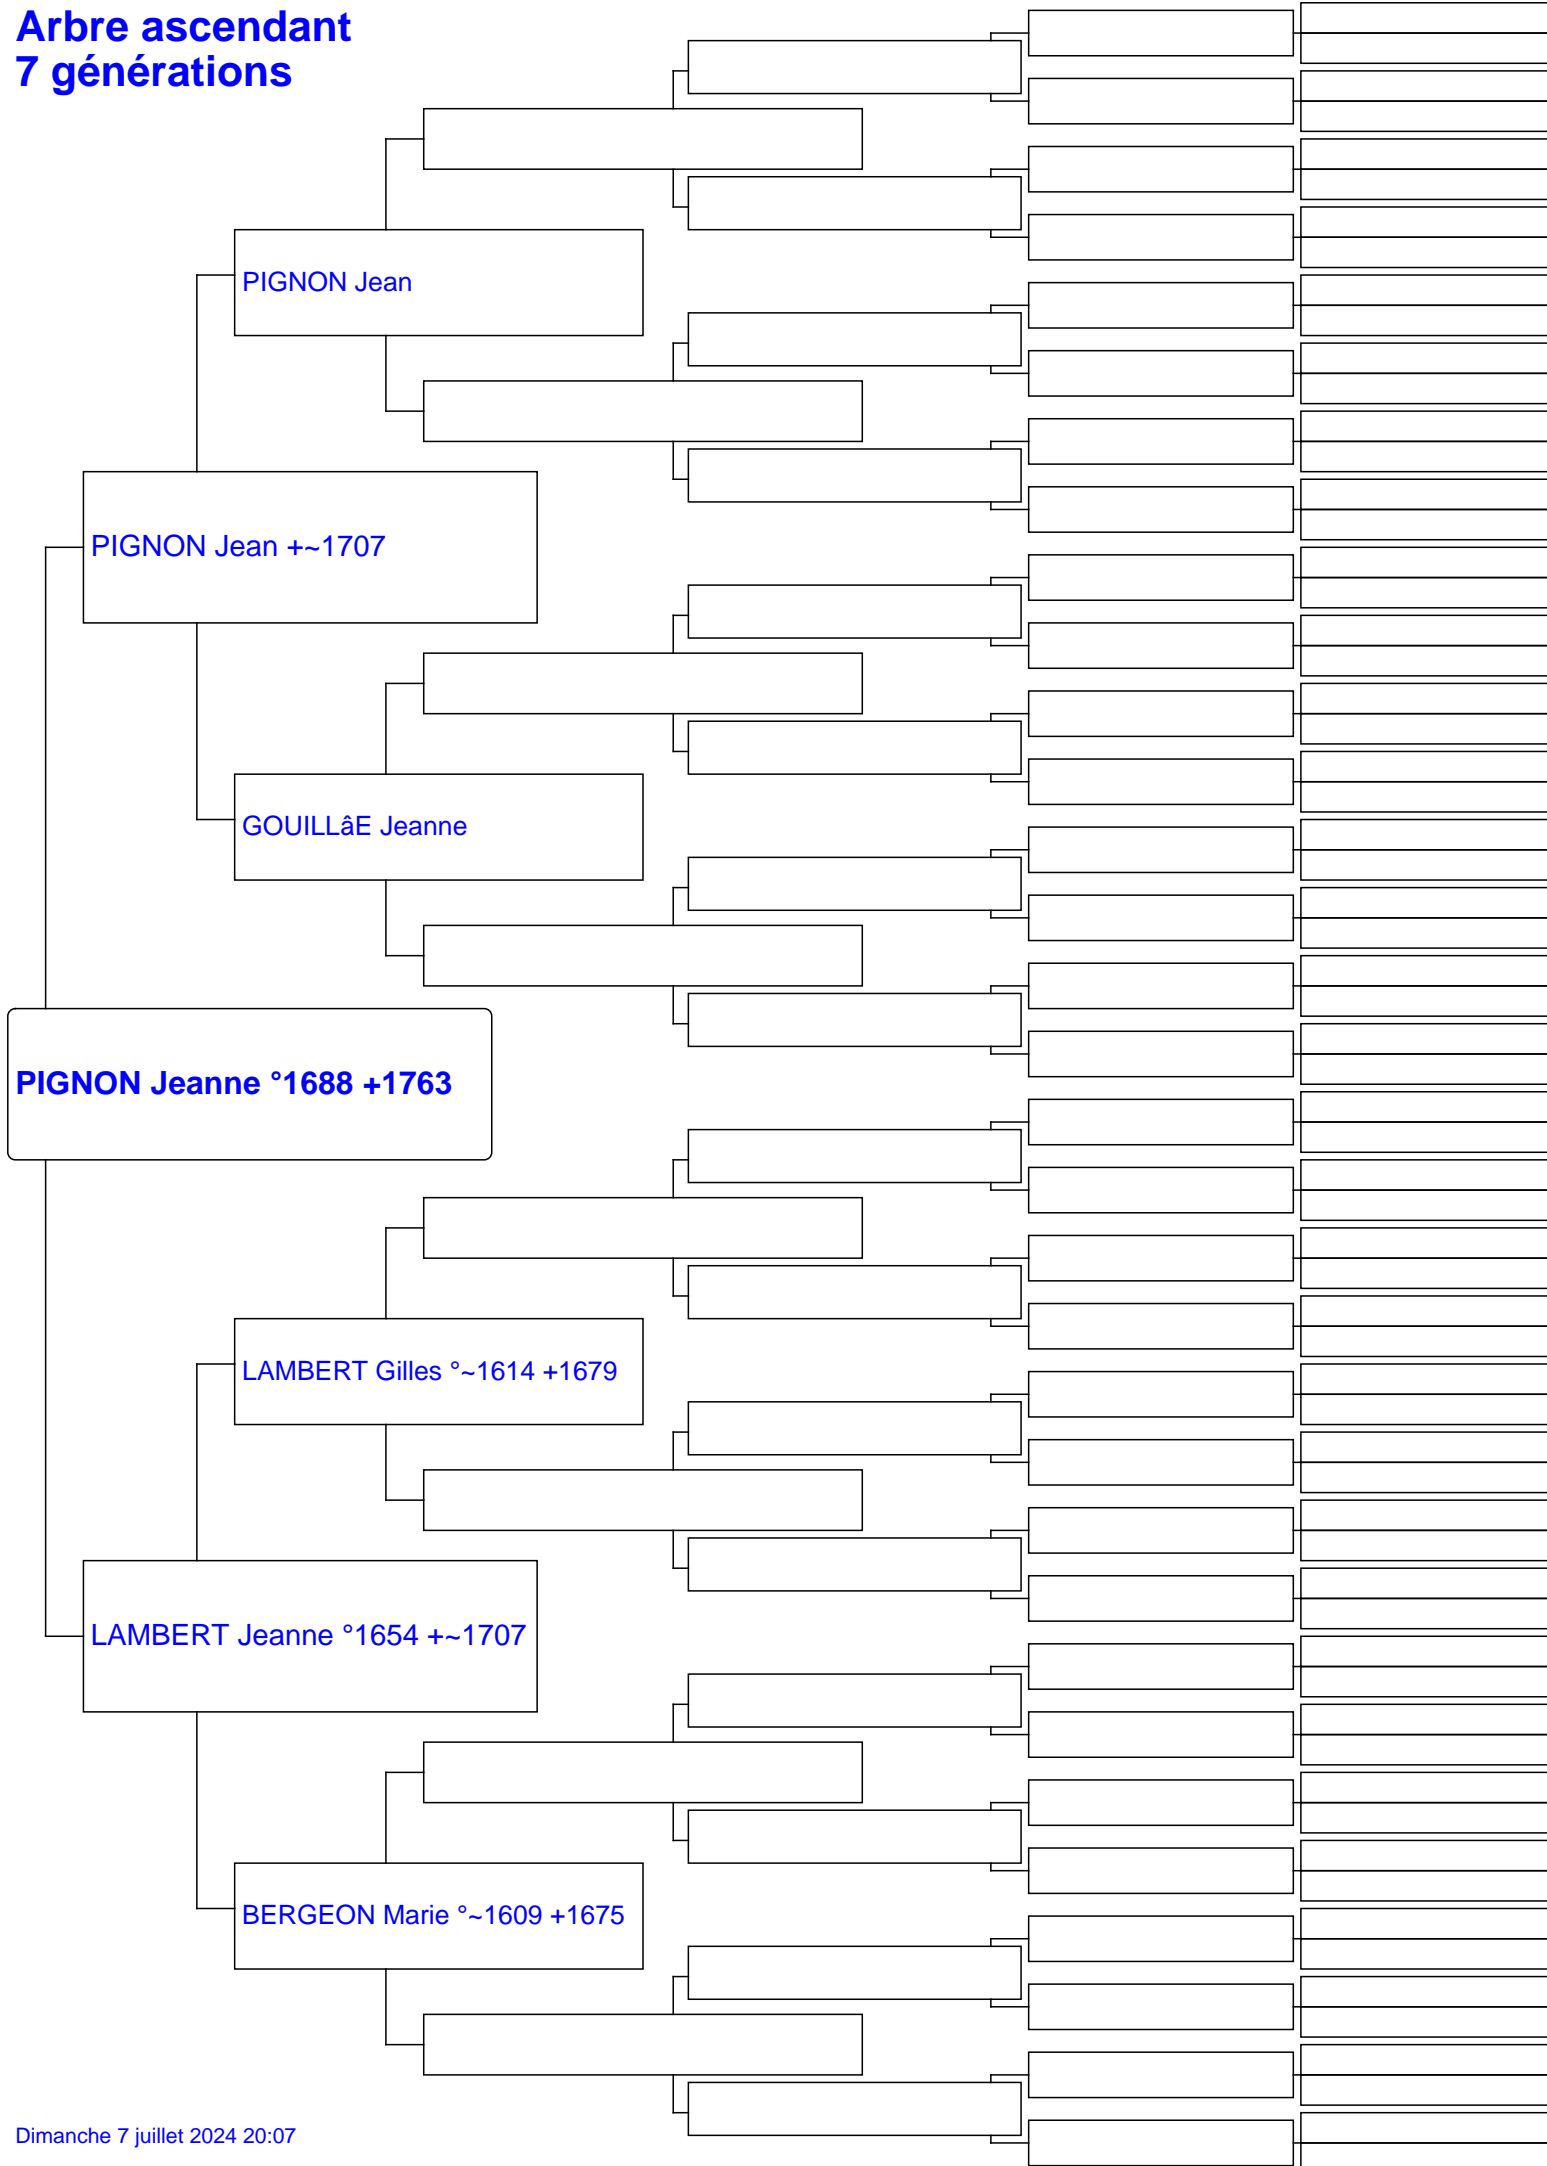 Arbre ascendant
7 générations
PIGNON Jean
PIGNON Jean +~1707
GOUILLâE Jeanne
PIGNON Jeanne °1688 +1763
LAMBERT Gilles °~1614 +1679
LAMBERT Jeanne °1654 +~1707
BERGEON Marie °~1609 +1675
Dimanche 7 juillet 2024 20:07